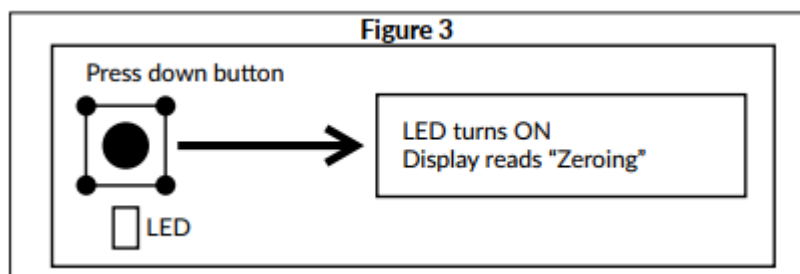 Figure 3
Press down button
LED turns ON
Display reads “Zeroing”
LED